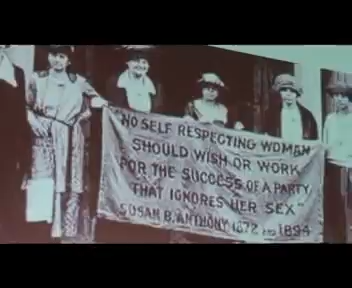 "NO SELF RESPECTING WOMAN
SHOULD WISH OR WORK
FOR THE SUCCESS OF A PARTY
THAT IGNORES HER SEX"
SUSAN B. ANTHONY 1872 AND 1894